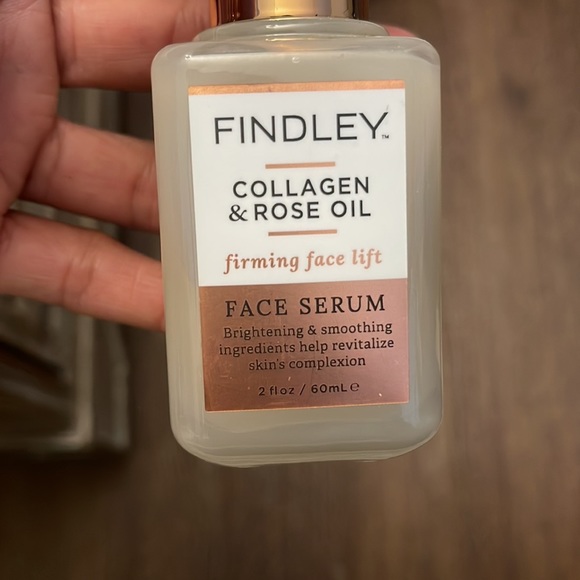 FINDLEY™
COLLAGEN
& ROSE OIL
firming face lift
FACE SERUM
Brightening & smoothing
ingredients help revitalize
skin's complexion
2 fl oz / 60mL ℮